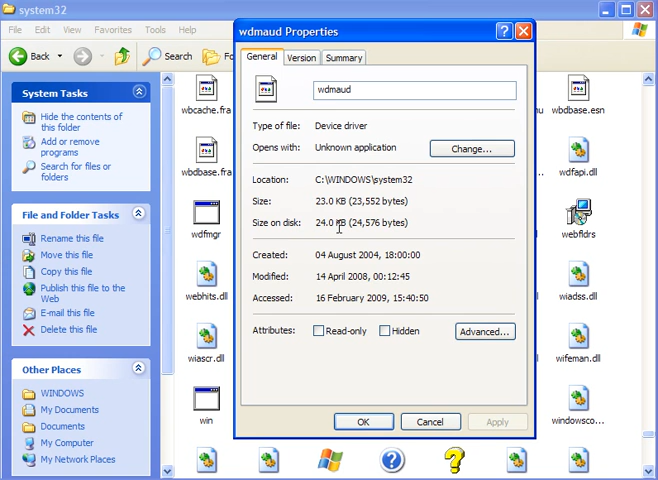 system32
File Edit View Favorites Tools Help
Back Search Fo
System Tasks
Hide the contents of
this folder
Add or remove
programs
Search for files or
folders
File and Folder Tasks
Rename this file
Move this file
Copy this file
Publish this file to the
Web
E-mail this file
Delete this file
Other Places
WINDOWS
My Documents
Documents
My Computer
My Network Places
wbcache.fra
wbdbase.fra
wdfmgr
webhits.dl
wiascr.dl
win
wdmaud Properties
General Version Summary
wdmaud
Type of file: Device driver
Opens with: Unknown application Change...
Location: C:\WINDOWS\system32
Size: 23.0 KB (23,552 bytes)
Size on disk: 24.0 KB (24,576 bytes)
Created: 04 August 2004, 18:00:00
Modified: 14 April 2008, 00:12:45
Accessed: 16 February 2009, 15:40:50
Attributes: Read-only Hidden Advanced...
OK Cancel Apply
wbdbase.esn
wdfapi.dl
webfldrs
wiadss.dl
wifeman.dl
windowsco...